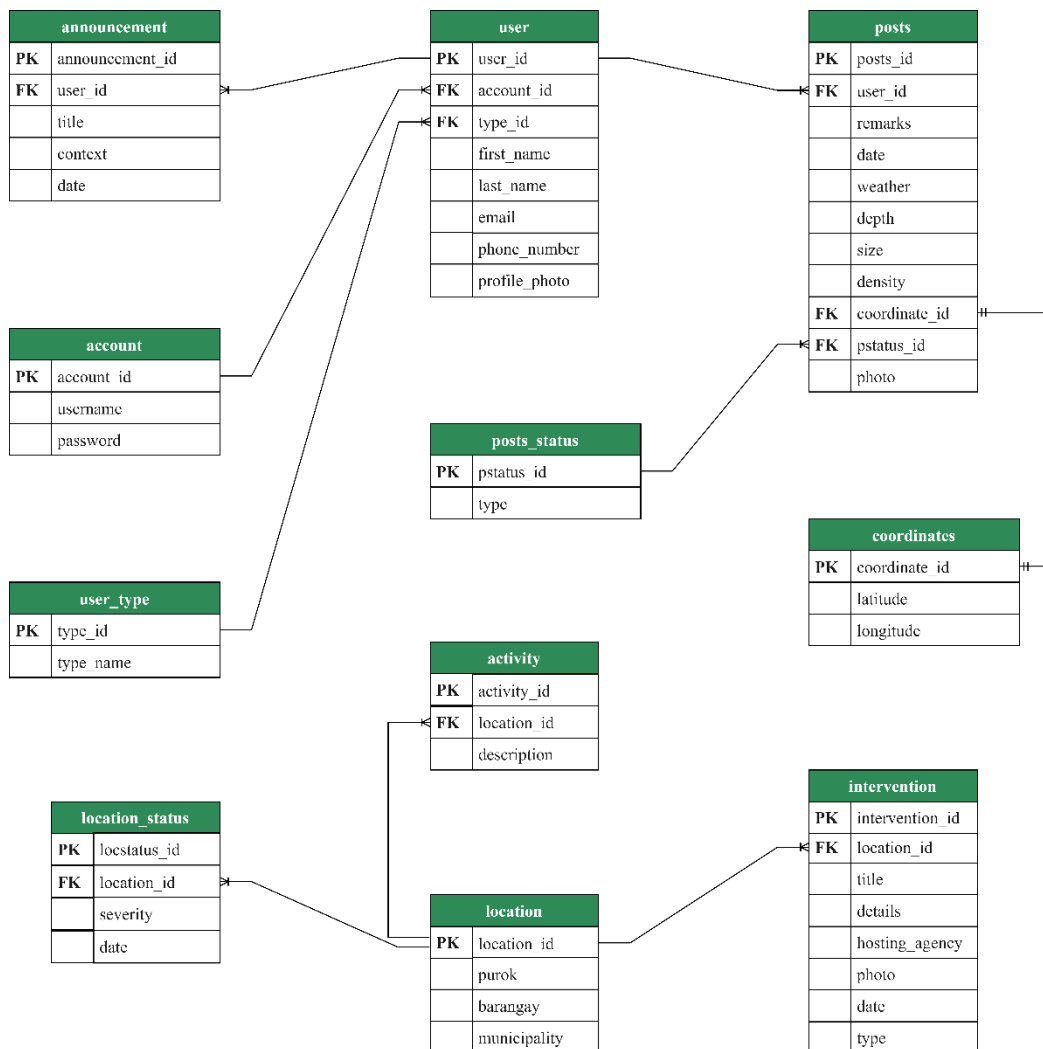 announcement
PK announcement_id
FK user_id
title
context
date
user
PK user_id
FK account_id
FK type_id
first_name
last_name
email
phone_number
profile_photo
posts
PK posts_id
FK user_id
remarks
date
weather
depth
size
density
FK coordinate_id
FK pstatus_id
photo
account
PK account_id
username
password
posts_status
PK pstatus_id
type
coordinates
PK coordinate_id
latitude
longitude
user_type
PK type_id
type_name
activity
PK activity_id
FK location_id
description
location_status
PK locstatus_id
FK location_id
severity
date
location
PK location_id
purok
barangay
municipality
intervention
PK intervention_id
FK location_id
title
details
hosting_agency
photo
date
type